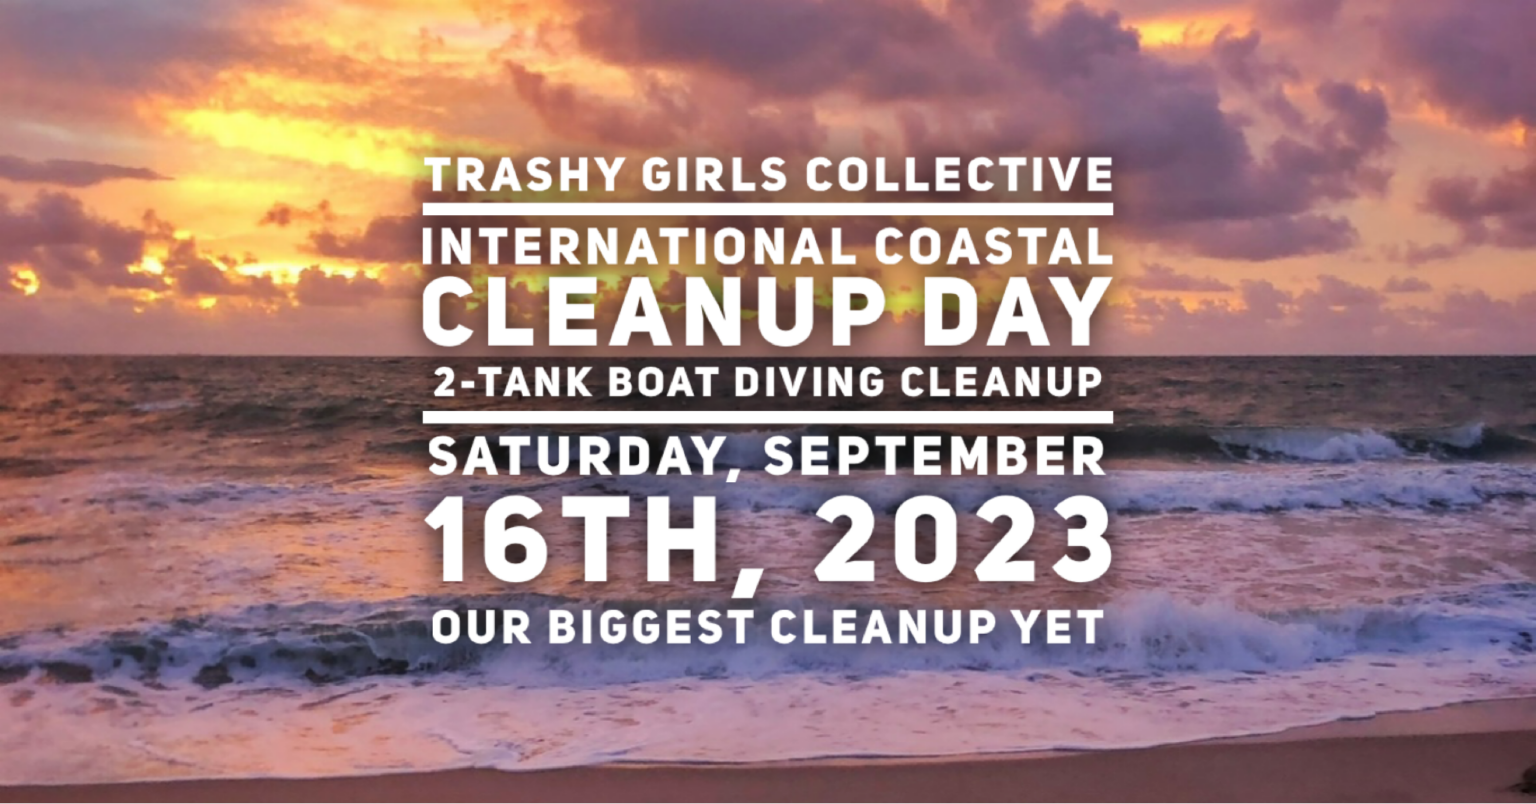 TRASHY GIRLS COLLECTIVE
INTERNATIONAL COASTAL
CLEANUP DAY
2-TANK BOAT DIVING CLEANUP
SATURDAY, SEPTEMBER
16TH, 2023
OUR BIGGEST CLEANUP YET